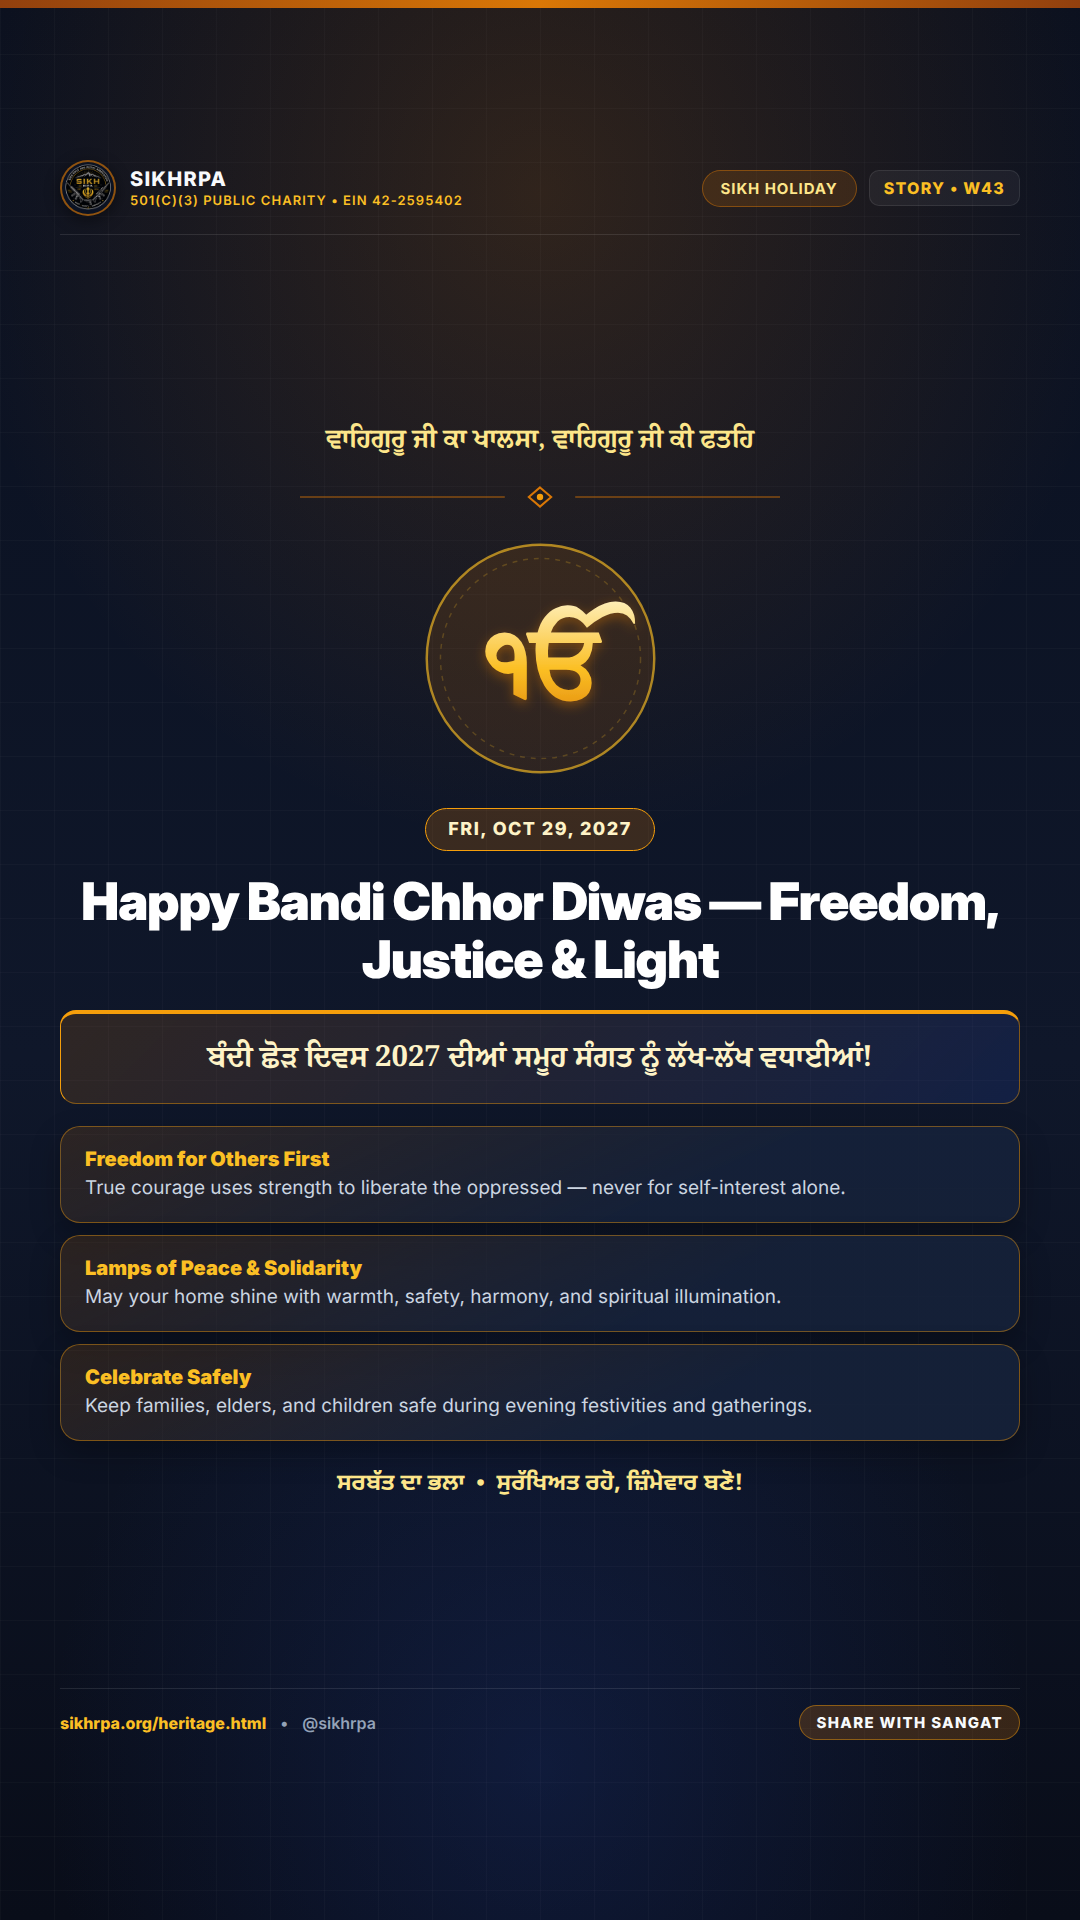 SIKHRPA
501(C)(3) PUBLIC CHARITY • EIN 42-2595402
SIKH HOLIDAY
STORY • W43
ਵਾਹਿਗੁਰੂ ਜੀ ਕਾ ਖਾਲਸਾ, ਵਾਹਿਗੁਰੂ ਜੀ ਕੀ ਫਤਹਿ
ੴ
FRI, OCT 29, 2027
Happy Bandi Chhor Diwas — Freedom,
Justice & Light
ਬੰਦੀ ਛੋੜ ਦਿਵਸ 2027 ਦੀਆਂ ਸਮੂਹ ਸੰਗਤ ਨੂੰ ਲੱਖ-ਲੱਖ ਵਧਾਈਆਂ!
Freedom for Others First
True courage uses strength to liberate the oppressed — never for self-interest alone.
Lamps of Peace & Solidarity
May your home shine with warmth, safety, harmony, and spiritual illumination.
Celebrate Safely
Keep families, elders, and children safe during evening festivities and gatherings.
ਸਰਬੱਤ ਦਾ ਭਲਾ • ਸੁਰੱਖਿਅਤ ਰਹੋ, ਜ਼ਿੰਮੇਵਾਰ ਬਣੋ!
sikhrpa.org/heritage.html • @sikhrpa
SHARE WITH SANGAT